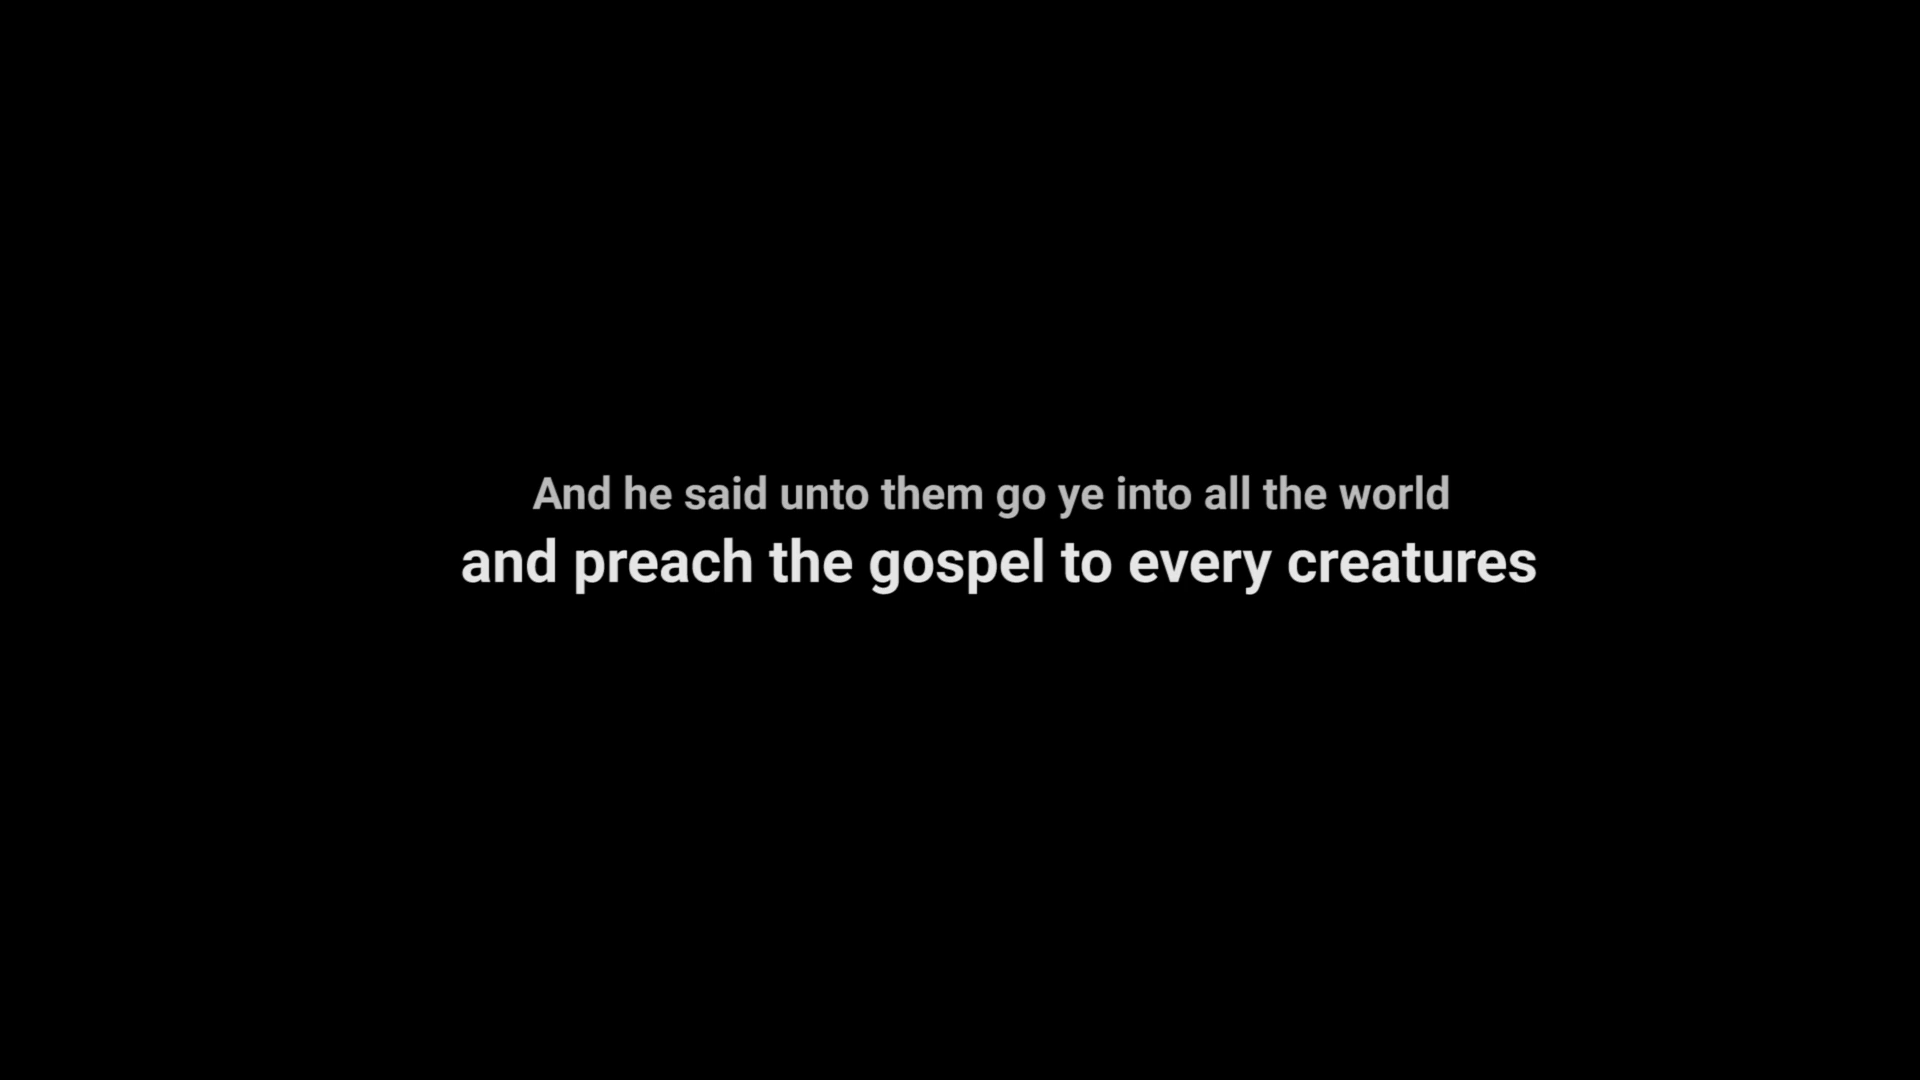 And he said unto them go ye into all the world
and preach the gospel to every creatures